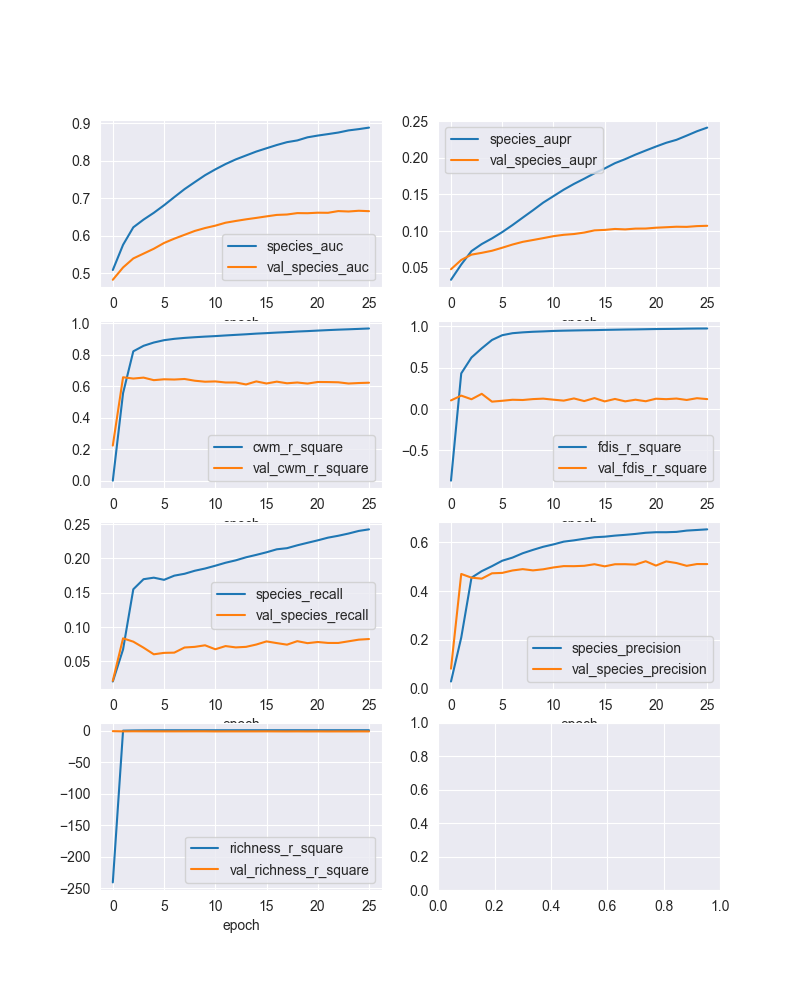 0.9
0.8
0.7
0.6
0.5
species_auc
val_species_auc
0 5 10 15 20 25
epoch
0.25
0.20
0.15
0.10
0.05
species_aupr
val_species_aupr
0 5 10 15 20 25
epoch
1.0
0.8
0.6
0.4
0.2
0.0
cwm_r_square
val_cwm_r_square
0 5 10 15 20 25
epoch
1.0
0.5
0.0
−0.5
fdis_r_square
val_fdis_r_square
0 5 10 15 20 25
epoch
0.25
0.20
0.15
0.10
0.05
species_recall
val_species_recall
0 5 10 15 20 25
epoch
0.6
0.4
0.2
0.0
species_precision
val_species_precision
0 5 10 15 20 25
epoch
0
−50
−100
−150
−200
−250
richness_r_square
val_richness_r_square
0 5 10 15 20 25
epoch
1.0
0.8
0.6
0.4
0.2
0.0
0.0 0.2 0.4 0.6 0.8 1.0